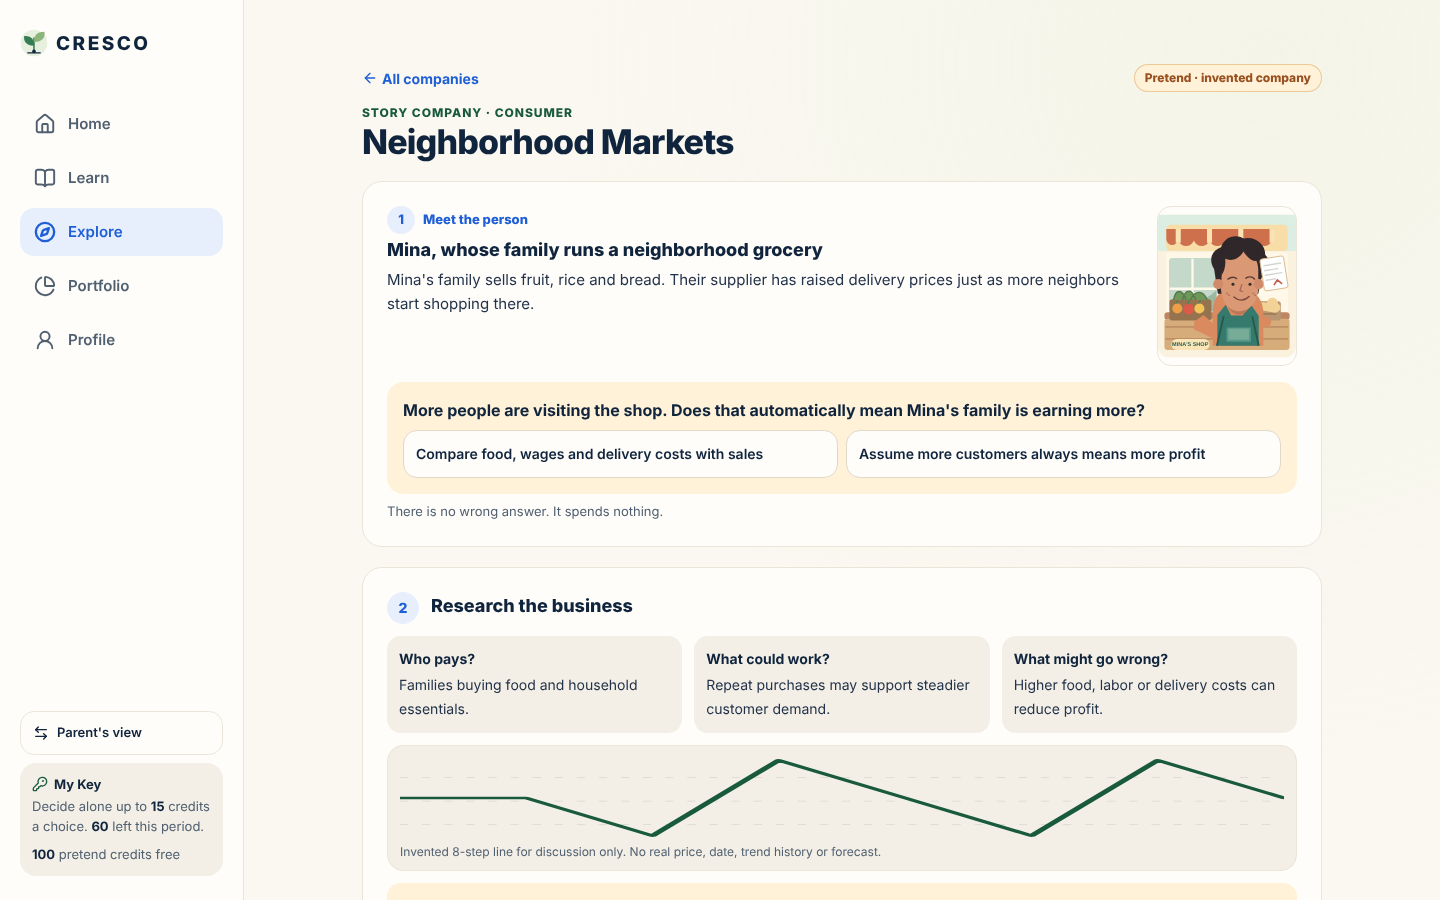 CRESCO
Home
Learn
Explore
Portfolio
Profile
Parent's view
My Key
Decide alone up to 15 credits
a choice. 60 left this period.
100 pretend credits free
All companies
Pretend · invented company
STORY COMPANY · CONSUMER
Neighborhood Markets
1 Meet the person
Mina, whose family runs a neighborhood grocery
Mina's family sells fruit, rice and bread. Their supplier has raised delivery prices just as more neighbors
start shopping there.
MINA'S SHOP
More people are visiting the shop. Does that automatically mean Mina's family is earning more?
Compare food, wages and delivery costs with sales
Assume more customers always means more profit
There is no wrong answer. It spends nothing.
2 Research the business
Who pays?
Families buying food and household
essentials.
What could work?
Repeat purchases may support steadier
customer demand.
What might go wrong?
Higher food, labor or delivery costs can
reduce profit.
Invented 8-step line for discussion only. No real price, date, trend history or forecast.